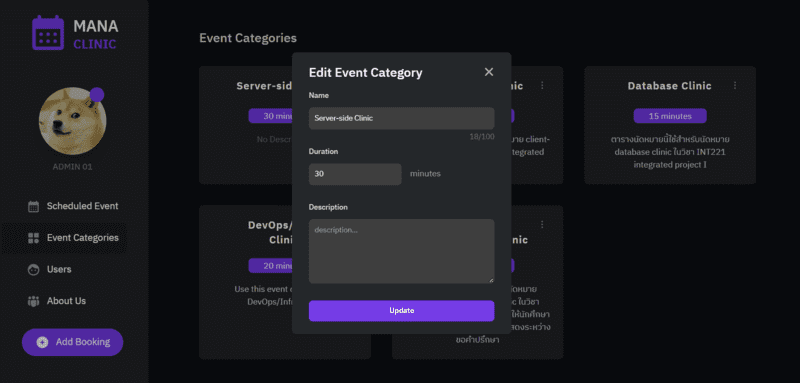 MANA
CLINIC
ADMIN 01
Scheduled Event
Event Categories
Users
About Us
Add Booking
Event Categories
Server-sid
30 minu
No Descr
Edit Event Category
Name
Server-side Clinic
18/100
Duration
30
minutes
Description
description...
Update
nic
มาย client-
tegrated
Database Clinic
15 minutes
ตารางนัดหมายนี้ใช้สำหรับนัดหมาย
database clinic ในวิชา INT221
integrated project I
DevOps/
Clini
20 minu
Use this event c
DevOps/Infr
nic
นัดหมาย
ic ในวิชา
ให้นักศึกษา
สดงระหว่าง
ขอคำปรึกษา